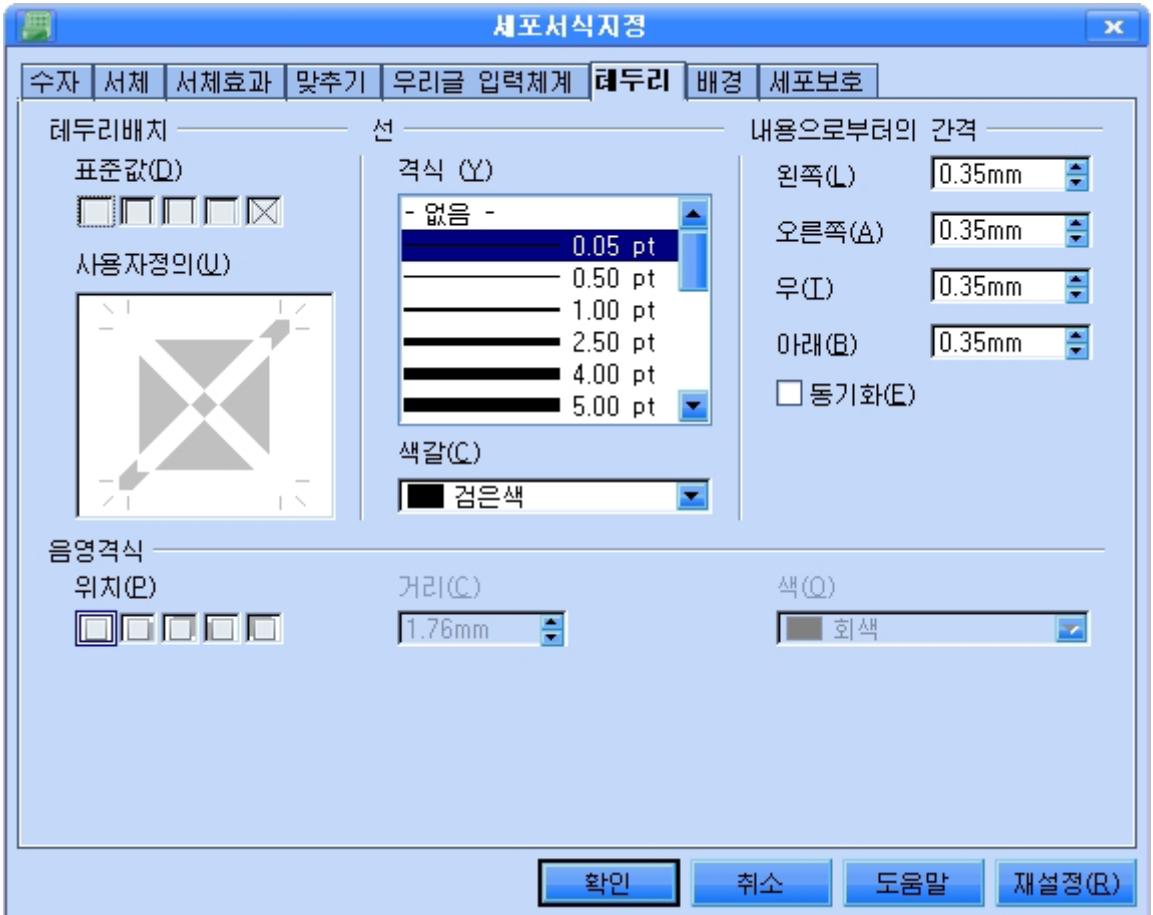 세포서식지정
수자 서체 서체효과 맞추기 우리글 입력체계 테두리 배경 세포보호
테두리배치
표준값(D)
사용자정의(U)
선
격식 (Y)
- 없음 -
0.05 pt
0.50 pt
1.00 pt
2.50 pt
4.00 pt
5.00 pt
색갈(C)
검은색
내용으로부터의 간격
왼쪽(L) 0.35mm
오른쪽(A) 0.35mm
우(T) 0.35mm
아래(B) 0.35mm
동기화(E)
음영격식
위치(P)
거리(C)
1.76mm
색(O)
회색
확인 취소 도움말 재설정(R)